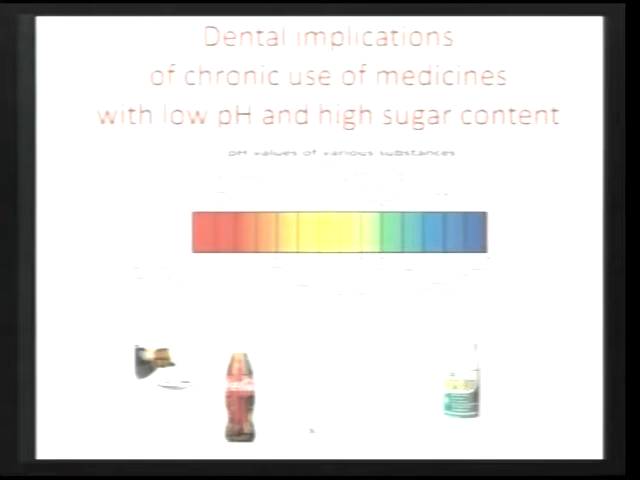 Dental implications
of chronic use of medicines
with low pH and high sugar content
pH values of various substances